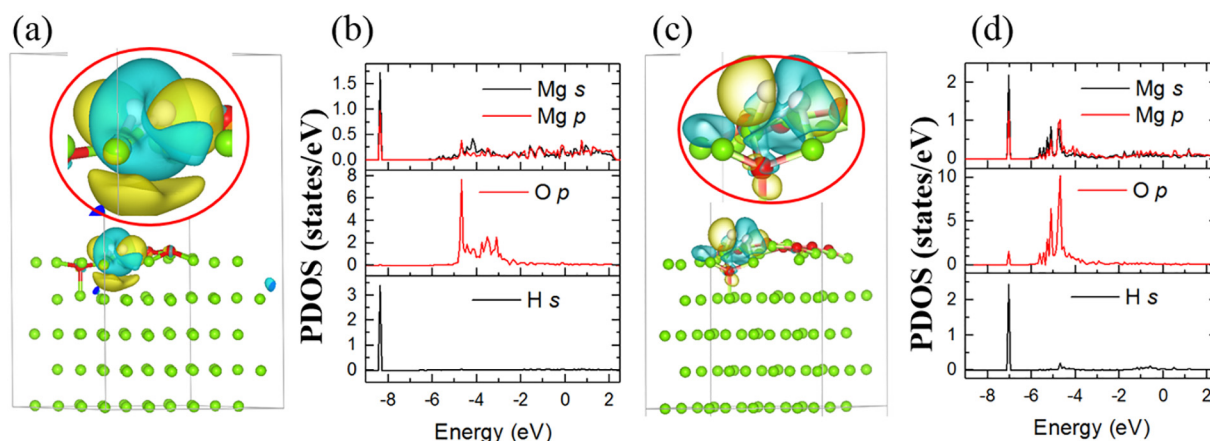 (a)
(b)
PDOS (states/eV)
1.5
1.0
0.5
0.0
Mg s
Mg p
8
6
4
2
0
O p
3
2
1
0
H s
-8 -6 -4 -2 0 2
Energy (eV)
(c)
(d)
PDOS (states/eV)
2
1
0
Mg s
Mg p
10
5
0
O p
2
1
0
H s
-8 -6 -4 -2 0 2
Energy (eV)